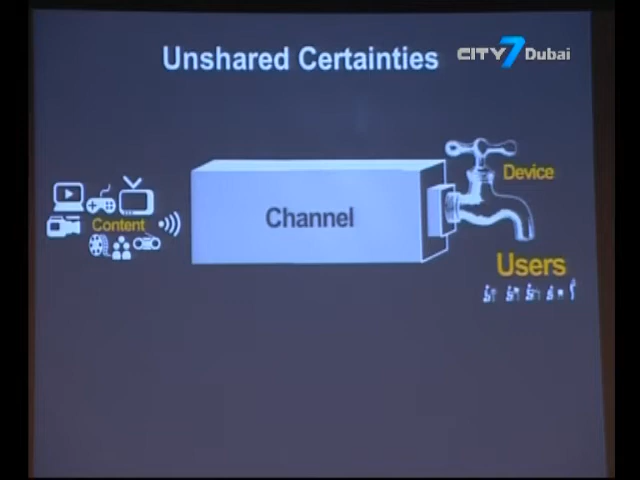 Unshared Certainties
CITY7 Dubai
Device
Content
Channel
Users